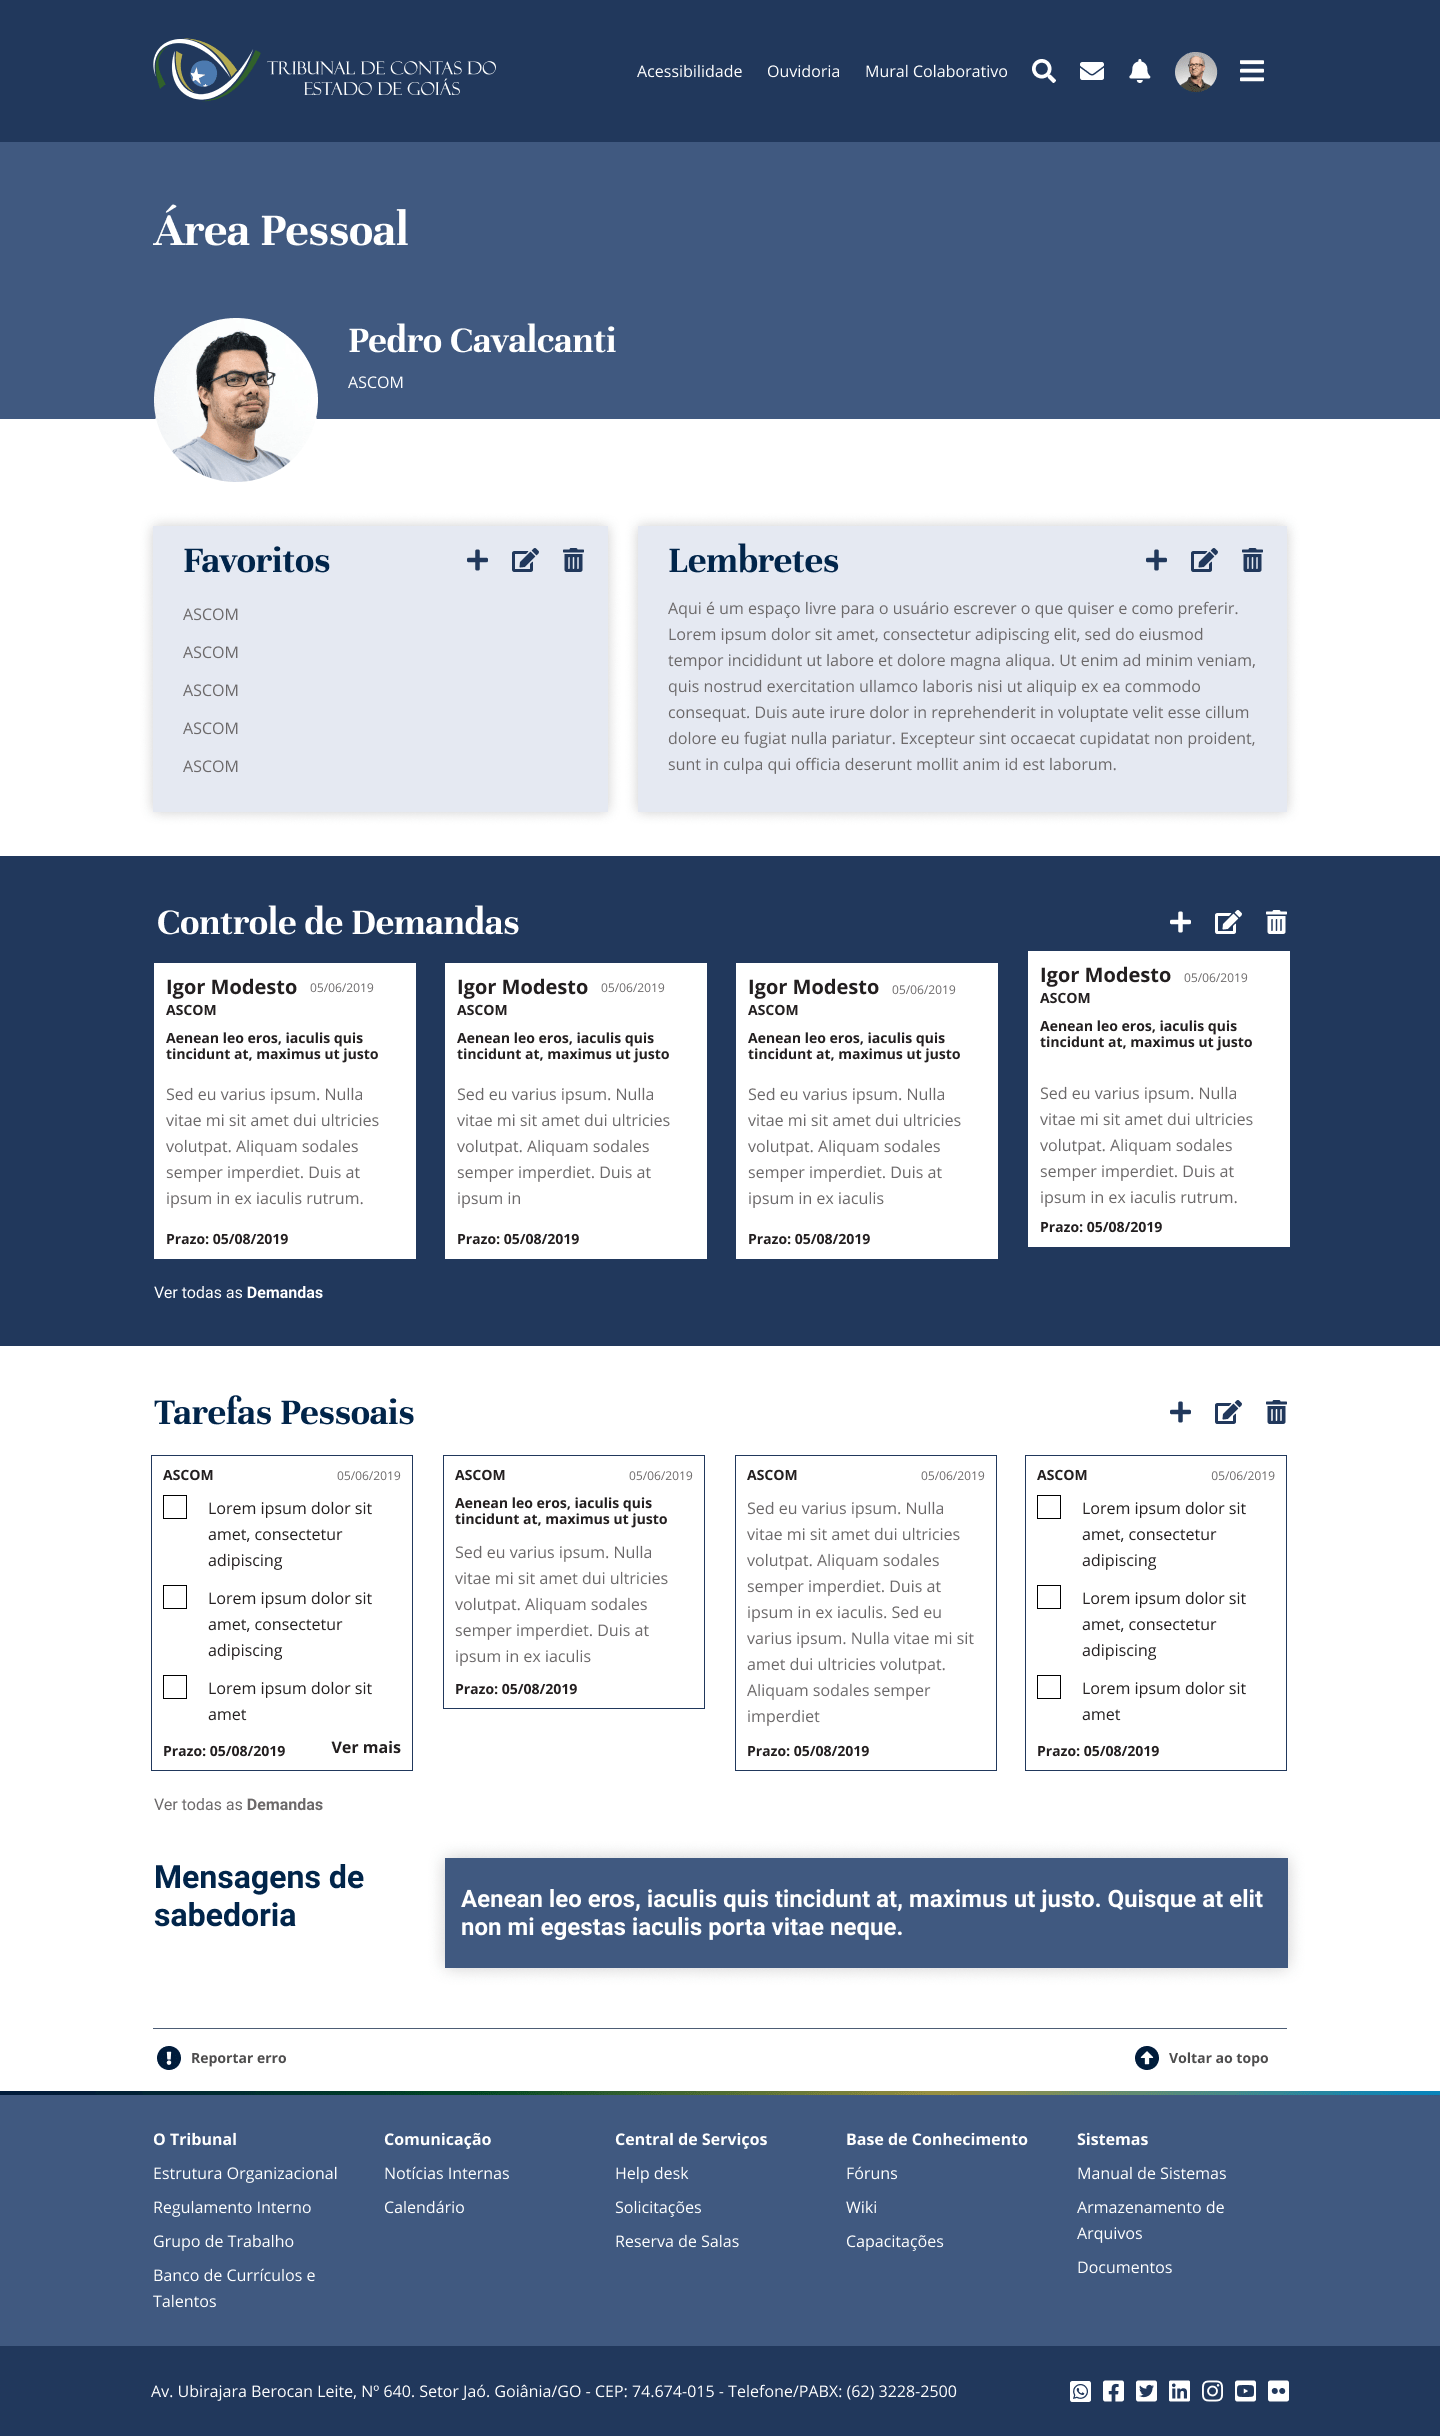 TRIBUNAL DE CONTAS DO
ESTADO DE GOIÁS
Acessibilidade
Ouvidoria
Mural Colaborativo
Área Pessoal
Pedro Cavalcanti
ASCOM
Favoritos
ASCOM
ASCOM
ASCOM
ASCOM
ASCOM
Lembretes
Aqui é um espaço livre para o usuário escrever o que quiser e como preferir.
Lorem ipsum dolor sit amet, consectetur adipiscing elit, sed do eiusmod
tempor incididunt ut labore et dolore magna aliqua. Ut enim ad minim veniam,
quis nostrud exercitation ullamco laboris nisi ut aliquip ex ea commodo
consequat. Duis aute irure dolor in reprehenderit in voluptate velit esse cillum
dolore eu fugiat nulla pariatur. Excepteur sint occaecat cupidatat non proident,
sunt in culpa qui officia deserunt mollit anim id est laborum.
Controle de Demandas
Igor Modesto 05/06/2019
ASCOM
Aenean leo eros, iaculis quis
tincidunt at, maximus ut justo
Sed eu varius ipsum. Nulla
vitae mi sit amet dui ultricies
volutpat. Aliquam sodales
semper imperdiet. Duis at
ipsum in ex iaculis rutrum.
Prazo: 05/08/2019
Igor Modesto 05/06/2019
ASCOM
Aenean leo eros, iaculis quis
tincidunt at, maximus ut justo
Sed eu varius ipsum. Nulla
vitae mi sit amet dui ultricies
volutpat. Aliquam sodales
semper imperdiet. Duis at
ipsum in
Prazo: 05/08/2019
Igor Modesto 05/06/2019
ASCOM
Aenean leo eros, iaculis quis
tincidunt at, maximus ut justo
Sed eu varius ipsum. Nulla
vitae mi sit amet dui ultricies
volutpat. Aliquam sodales
semper imperdiet. Duis at
ipsum in ex iaculis
Prazo: 05/08/2019
Igor Modesto 05/06/2019
ASCOM
Aenean leo eros, iaculis quis
tincidunt at, maximus ut justo
Sed eu varius ipsum. Nulla
vitae mi sit amet dui ultricies
volutpat. Aliquam sodales
semper imperdiet. Duis at
ipsum in ex iaculis rutrum.
Prazo: 05/08/2019
Ver todas as Demandas
Tarefas Pessoais
ASCOM 05/06/2019
Lorem ipsum dolor sit
amet, consectetur
adipiscing
Lorem ipsum dolor sit
amet, consectetur
adipiscing
Lorem ipsum dolor sit
amet
Prazo: 05/08/2019 Ver mais
ASCOM 05/06/2019
Aenean leo eros, iaculis quis
tincidunt at, maximus ut justo
Sed eu varius ipsum. Nulla
vitae mi sit amet dui ultricies
volutpat. Aliquam sodales
semper imperdiet. Duis at
ipsum in ex iaculis
Prazo: 05/08/2019
ASCOM 05/06/2019
Sed eu varius ipsum. Nulla
vitae mi sit amet dui ultricies
volutpat. Aliquam sodales
semper imperdiet. Duis at
ipsum in ex iaculis. Sed eu
varius ipsum. Nulla vitae mi sit
amet dui ultricies volutpat.
Aliquam sodales semper
imperdiet
Prazo: 05/08/2019
ASCOM 05/06/2019
Lorem ipsum dolor sit
amet, consectetur
adipiscing
Lorem ipsum dolor sit
amet, consectetur
adipiscing
Lorem ipsum dolor sit
amet
Prazo: 05/08/2019
Ver todas as Demandas
Mensagens de
sabedoria
Aenean leo eros, iaculis quis tincidunt at, maximus ut justo. Quisque at elit
non mi egestas iaculis porta vitae neque.
Reportar erro
Voltar ao topo
O Tribunal
Estrutura Organizacional
Regulamento Interno
Grupo de Trabalho
Banco de Currículos e
Talentos
Comunicação
Notícias Internas
Calendário
Central de Serviços
Help desk
Solicitações
Reserva de Salas
Base de Conhecimento
Fóruns
Wiki
Capacitações
Sistemas
Manual de Sistemas
Armazenamento de
Arquivos
Documentos
Av. Ubirajara Berocan Leite, Nº 640. Setor Jaó. Goiânia/GO - CEP: 74.674-015 - Telefone/PABX: (62) 3228-2500